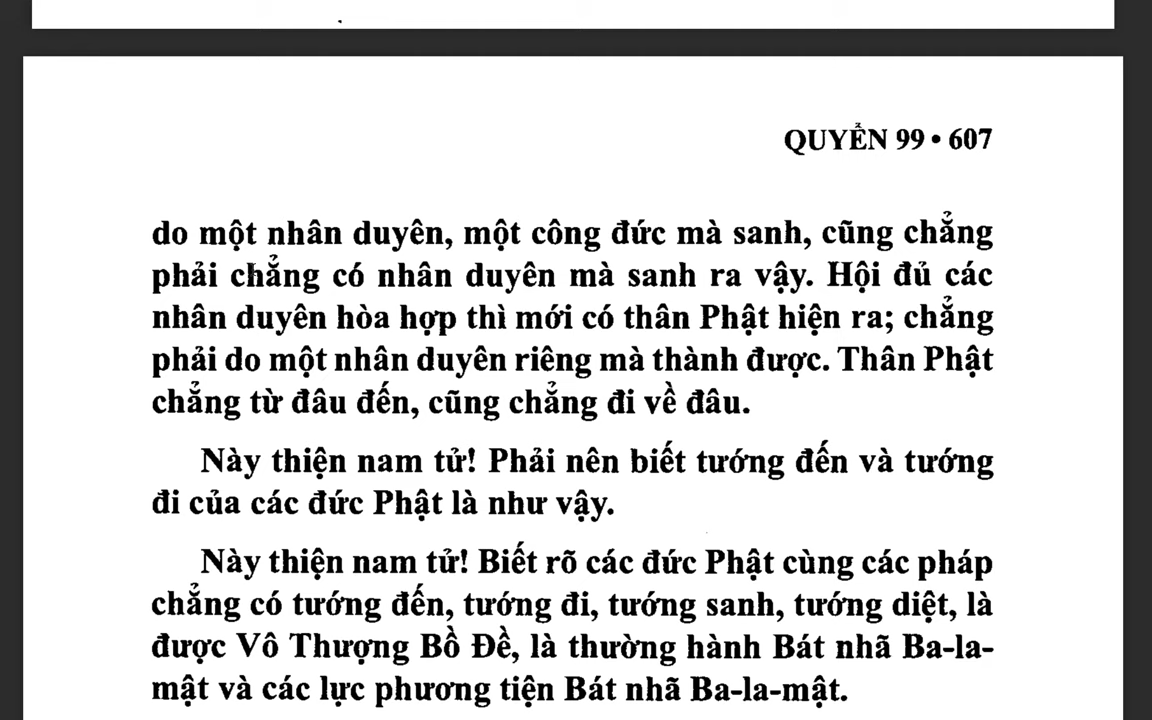 QUYỂN 99 • 607
do một nhân duyên, một công đức mà sanh, cũng chẳng
phải chẳng có nhân duyên mà sanh ra vậy. Hội đủ các
nhân duyên hòa hợp thì mới có thân Phật hiện ra; chẳng
phải do một nhân duyên riêng mà thành được. Thân Phật
chẳng từ đâu đến, cũng chẳng đi về đâu.
Này thiện nam tử! Phải nên biết tướng đến và tướng
đi của các đức Phật là như vậy.
Này thiện nam tử! Biết rõ các đức Phật cùng các pháp
chẳng có tướng đến, tướng đi, tướng sanh, tướng diệt, là
được Vô Thượng Bồ Đề, là thường hành Bát nhã Ba-la-
mật và các lực phương tiện Bát nhã Ba-la-mật.